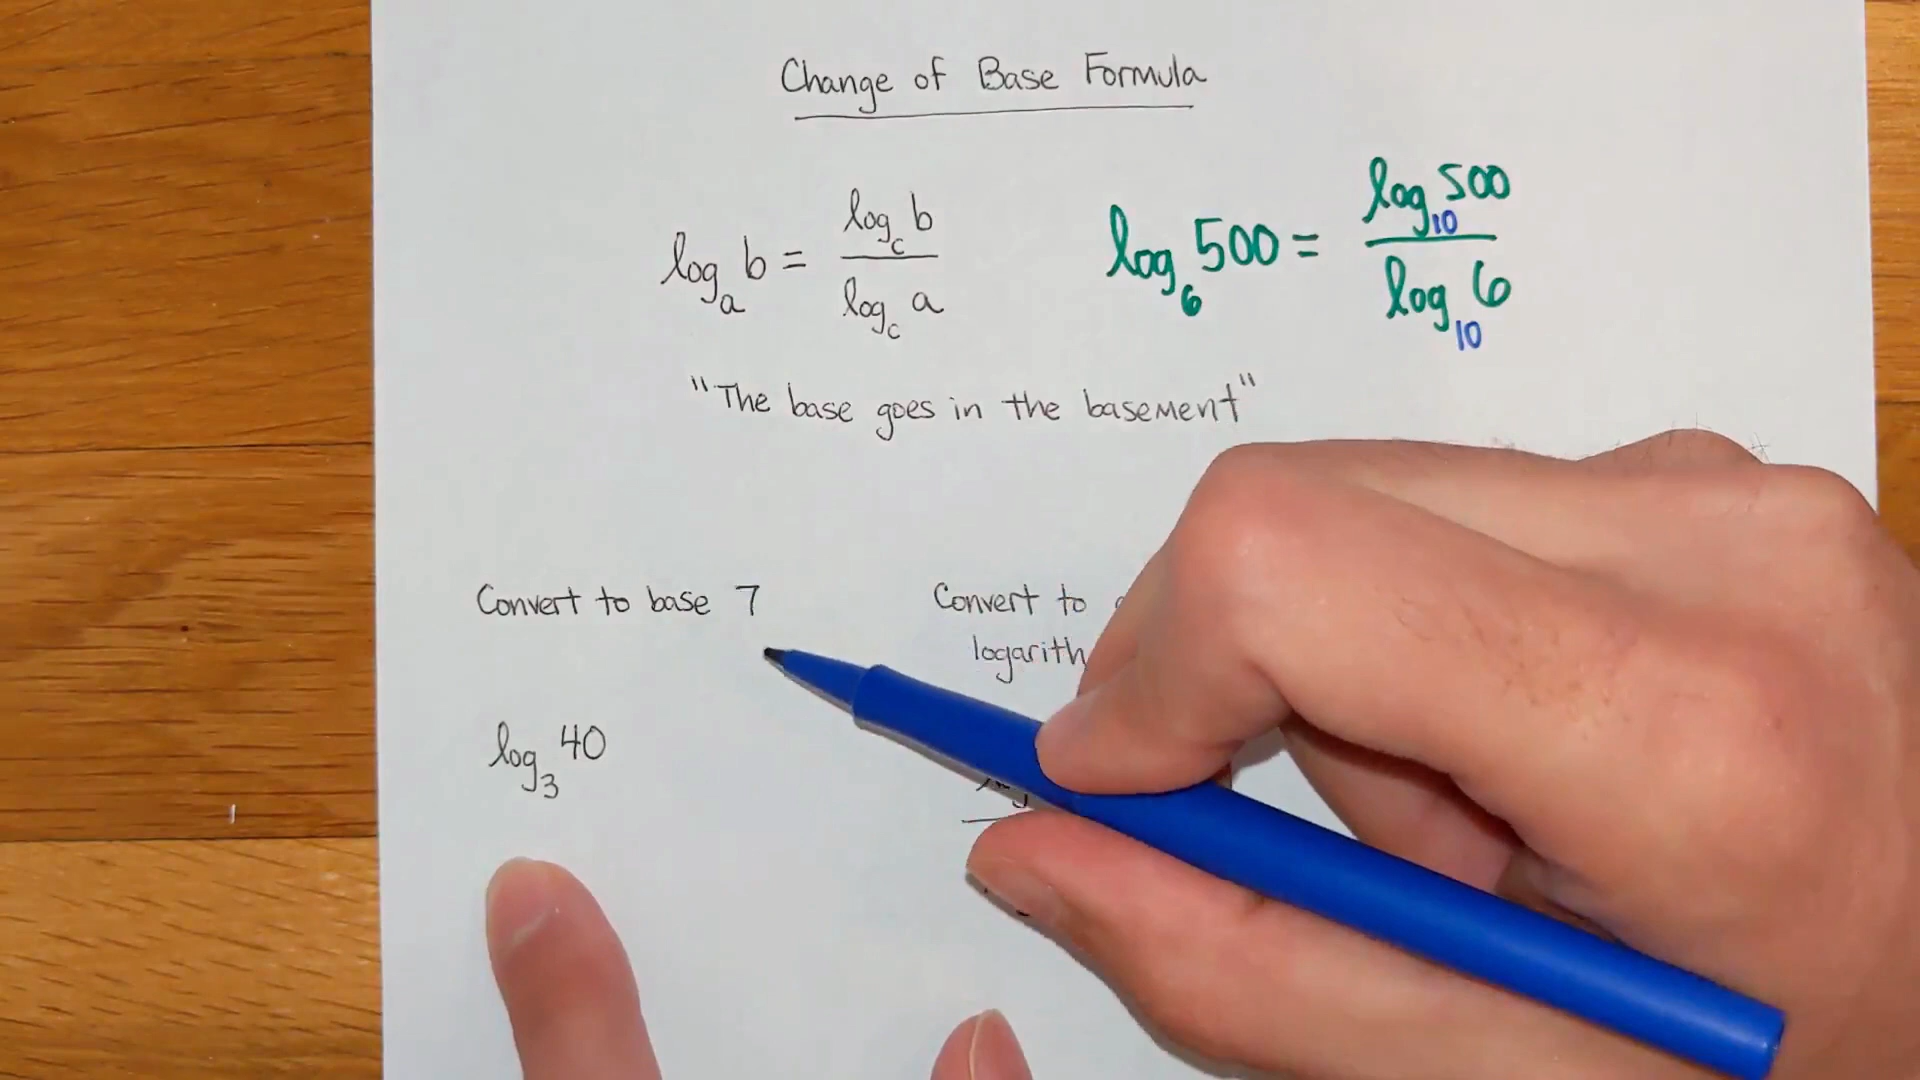 Change of Base Formula
log_a b = log_c b / log_c a
log_6 500 = log_10 500 / log_10 6
"The base goes in the basement"
Convert to base 7
Convert to
log_3 40